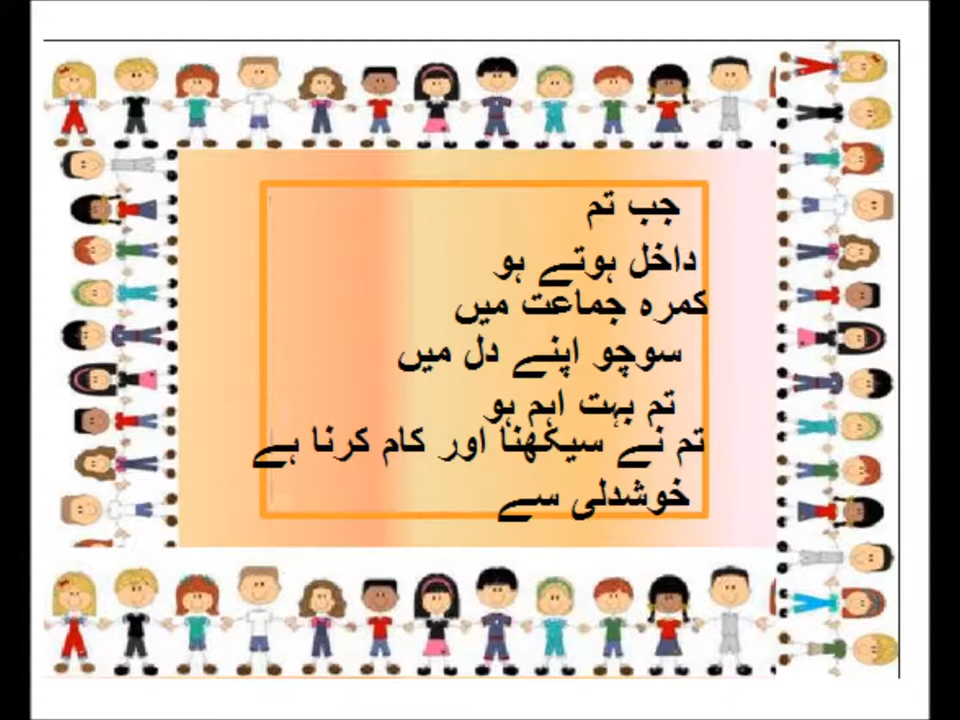 جب تم
داخل ہوتے ہو
کمرہ جماعت میں
سوچو اپنے دل میں
تم بہت اہم ہو
تم نے سیکھنا اور کام کرنا ہے
خوشدلی سے